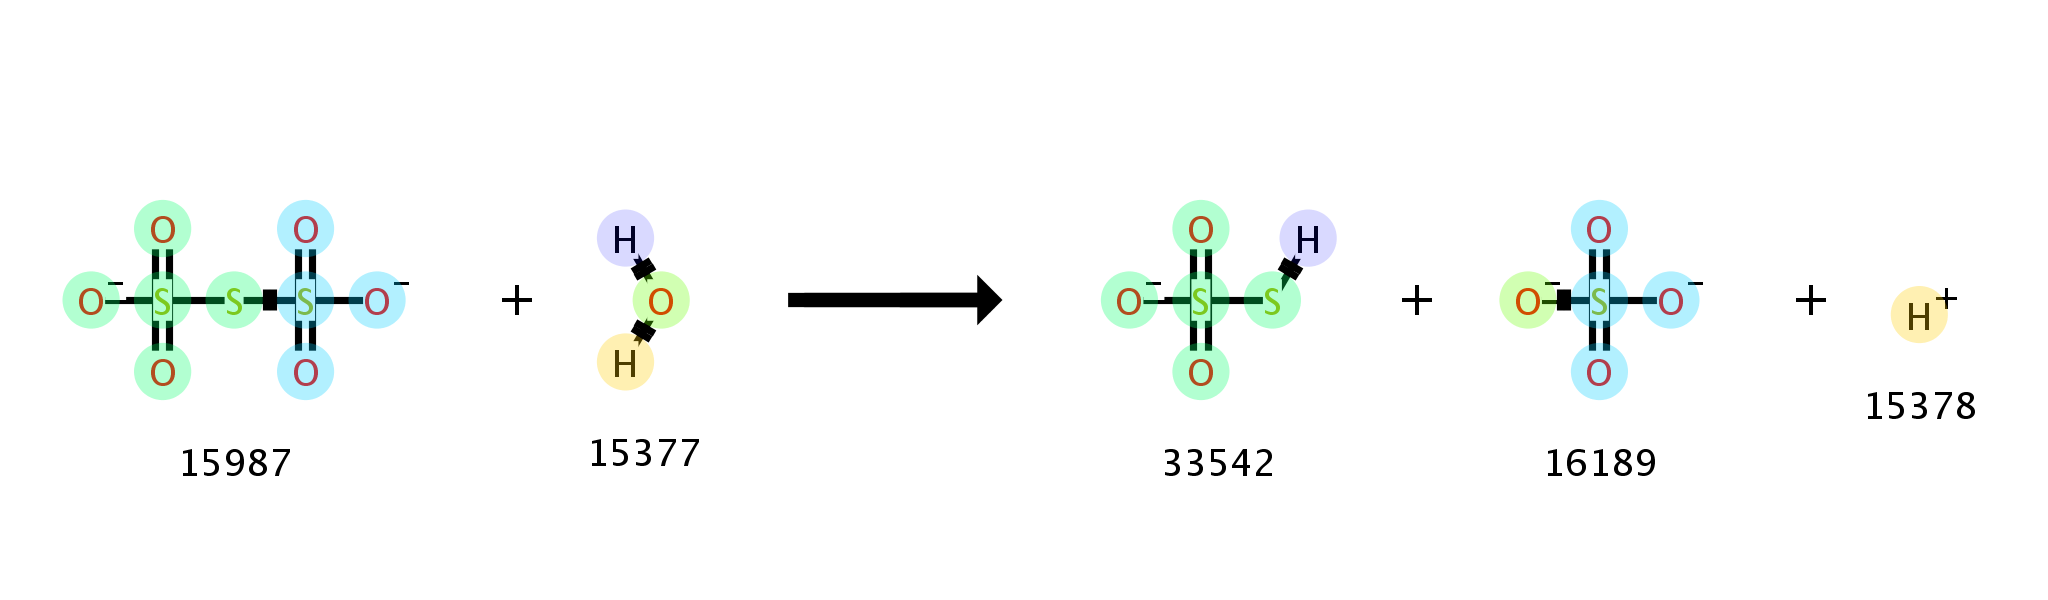 O O O H O O H O
O⁻ S S S O⁻ + O O⁻ S S + O⁻ S O⁻ + H⁺
O O H O O
15987 15377 33542 16189 15378